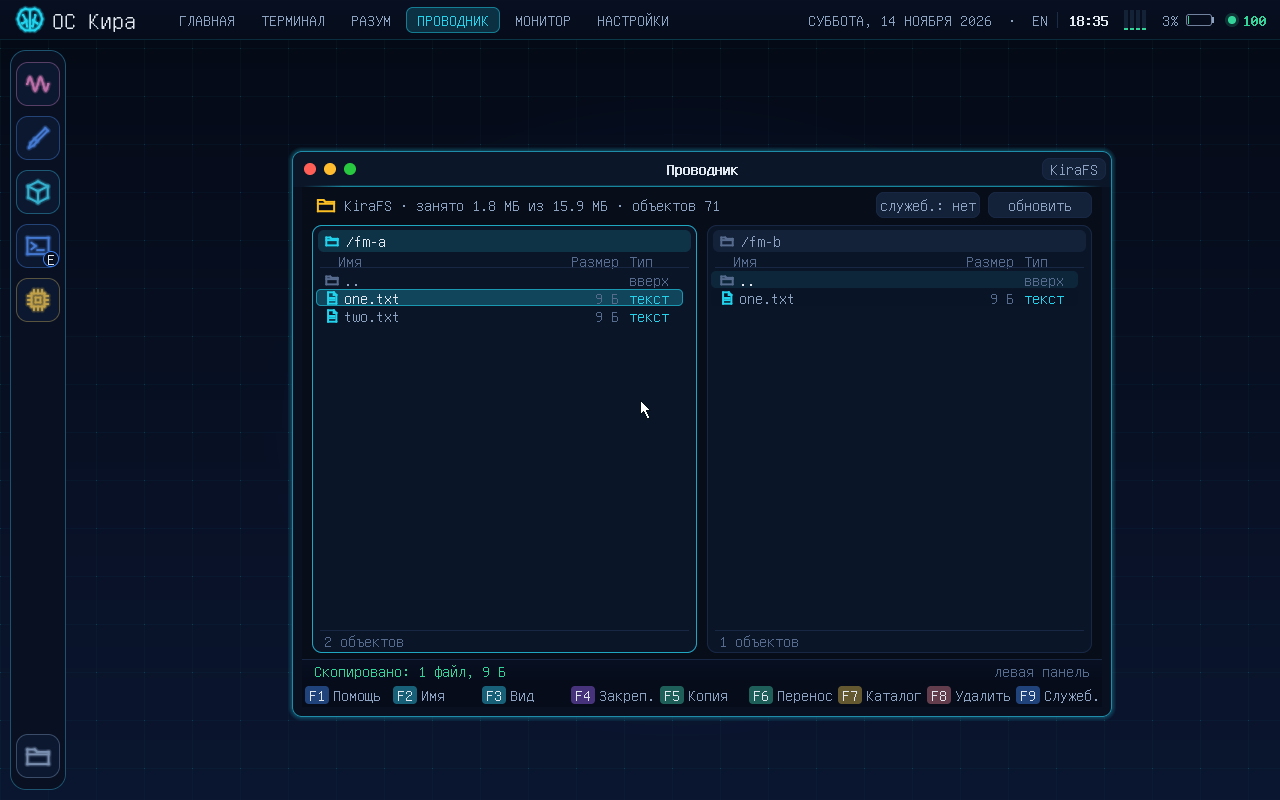 ОС Кира ГЛАВНАЯ ТЕРМИНАЛ РАЗУМ ПРОВОДНИК МОНИТОР НАСТРОЙКИ СУББОТА, 14 НОЯБРЯ 2026 · EN 18:35 3% 100
Проводник KiraFS
KiraFS · занято 1.8 МБ из 15.9 МБ · объектов 71 служеб.: нет обновить
/fm-a
Имя Размер Тип
.. вверх
one.txt 9 Б текст
two.txt 9 Б текст
2 объектов
/fm-b
Имя Размер Тип
.. вверх
one.txt 9 Б текст
1 объектов
E
Скопировано: 1 файл, 9 Б левая панель
F1 Помощь F2 Имя F3 Вид F4 Закреп. F5 Копия F6 Перенос F7 Каталог F8 Удалить F9 Служеб.